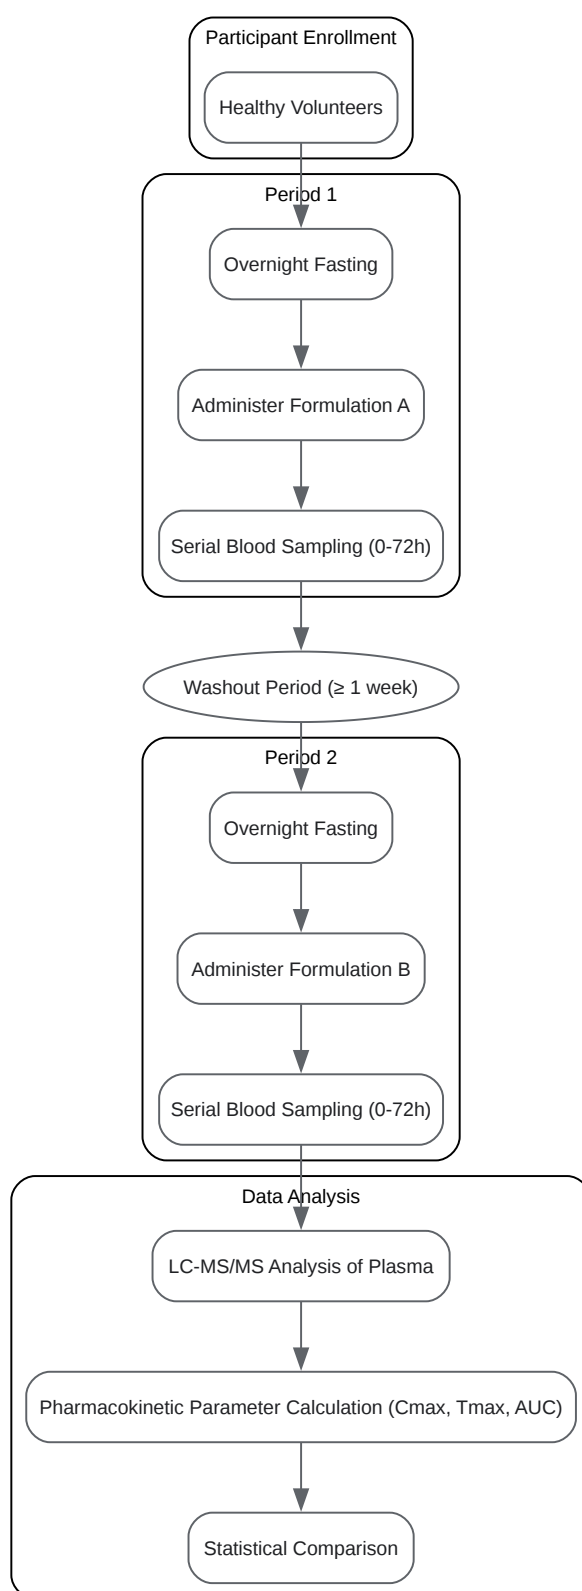 Participant Enrollment
Healthy Volunteers
Period 1
Overnight Fasting
Administer Formulation A
Serial Blood Sampling (0-72h)
Washout Period (≥ 1 week)
Period 2
Overnight Fasting
Administer Formulation B
Serial Blood Sampling (0-72h)
Data Analysis
LC-MS/MS Analysis of Plasma
Pharmacokinetic Parameter Calculation (Cmax, Tmax, AUC)
Statistical Comparison